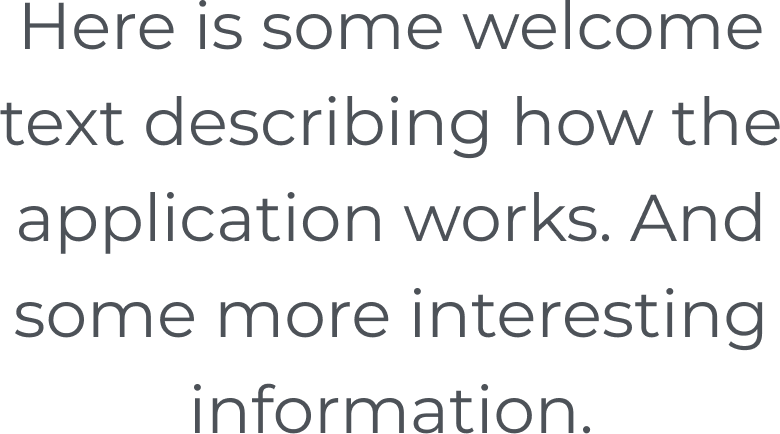 Here is some welcome
text describing how the
application works. And
some more interesting
information.